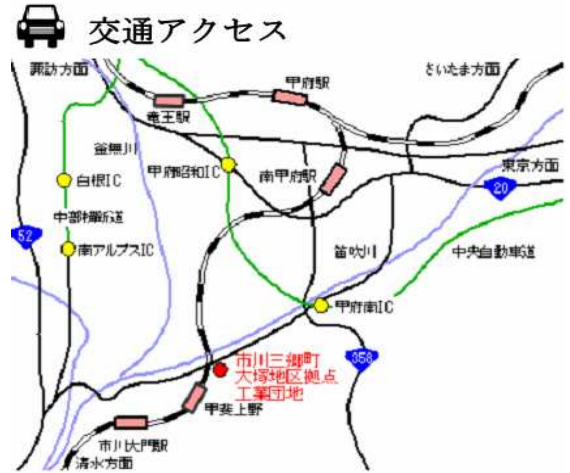 交通アクセス
諏訪方面
甲府駅
さいたま方面
竜王駅
釜無川
甲府昭和IC
南甲府駅
東京方面
白根IC
20
中部横断道
52
南アルプスIC
笛吹川
中央自動車道
甲府南IC
市川三郷町
大塚地区拠点
工業団地
358
甲斐上野
市川大門駅
清水方面